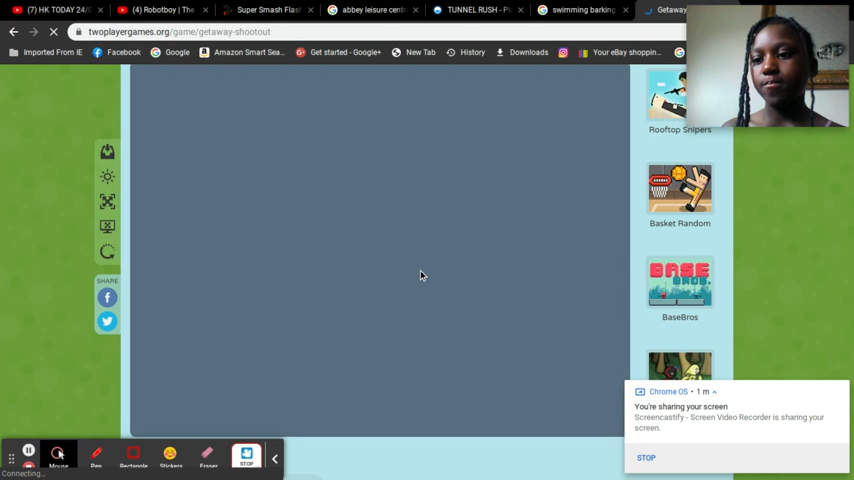 (7) HK TODAY 24/0
(4) Robotboy | The
Super Smash Flas
abbey leisure cent
TUNNEL RUSH - Pl
swimming barking
Getaway
twoplayergames.org/game/getaway-shootout
Imported From IE
Facebook
Google
Amazon Smart Sea...
Get started - Google+
New Tab
History
Downloads
Your eBay shoppin...
Rooftop Snipers
Basket Random
SHARE
BASE
BROS.
BaseBros
Chrome OS • 1 m
You're sharing your screen
Screencastify - Screen Video Recorder is sharing your
screen.
STOP
Mouse
Pen
Rectangle
Stickers
Eraser
STOP
Connecting...